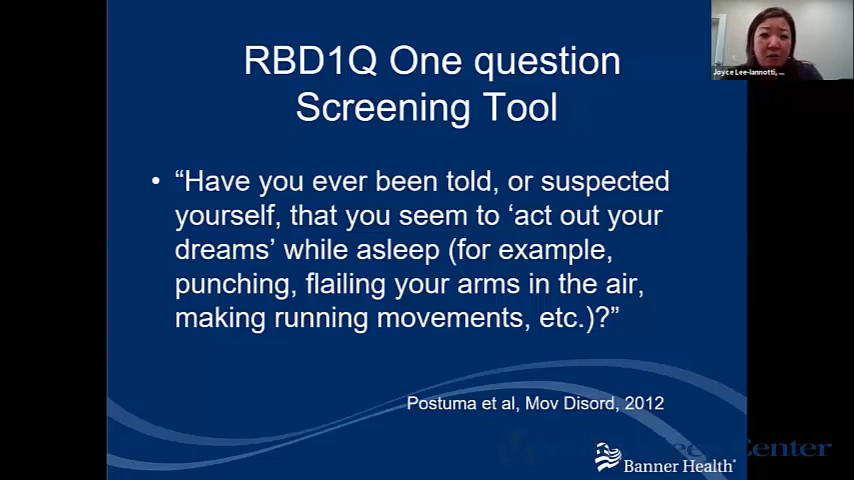 RBD1Q One question
Screening Tool
Joyce Lee-Iannotti, ...
• “Have you ever been told, or suspected
yourself, that you seem to ‘act out your
dreams’ while asleep (for example,
punching, flailing your arms in the air,
making running movements, etc.)?”
Postuma et al, Mov Disord, 2012
Center
Banner Health